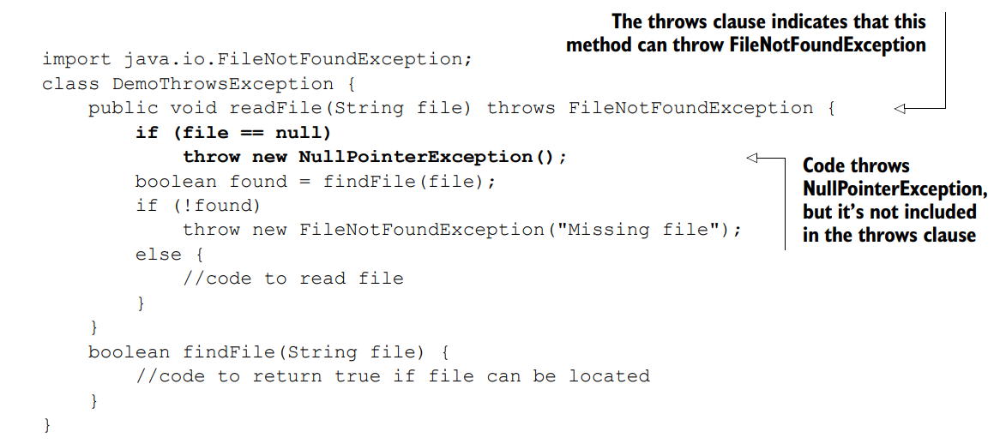 The throws clause indicates that this
method can throw FileNotFoundException
import java.io.FileNotFoundException;
class DemoThrowsException {
    public void readFile(String file) throws FileNotFoundException {
        if (file == null)
            throw new NullPointerException();
        boolean found = findFile(file);
        if (!found)
            throw new FileNotFoundException("Missing file");
        else {
            //code to read file
        }
    }
    boolean findFile(String file) {
        //code to return true if file can be located
    }
}
Code throws
NullPointerException,
but it’s not included
in the throws clause